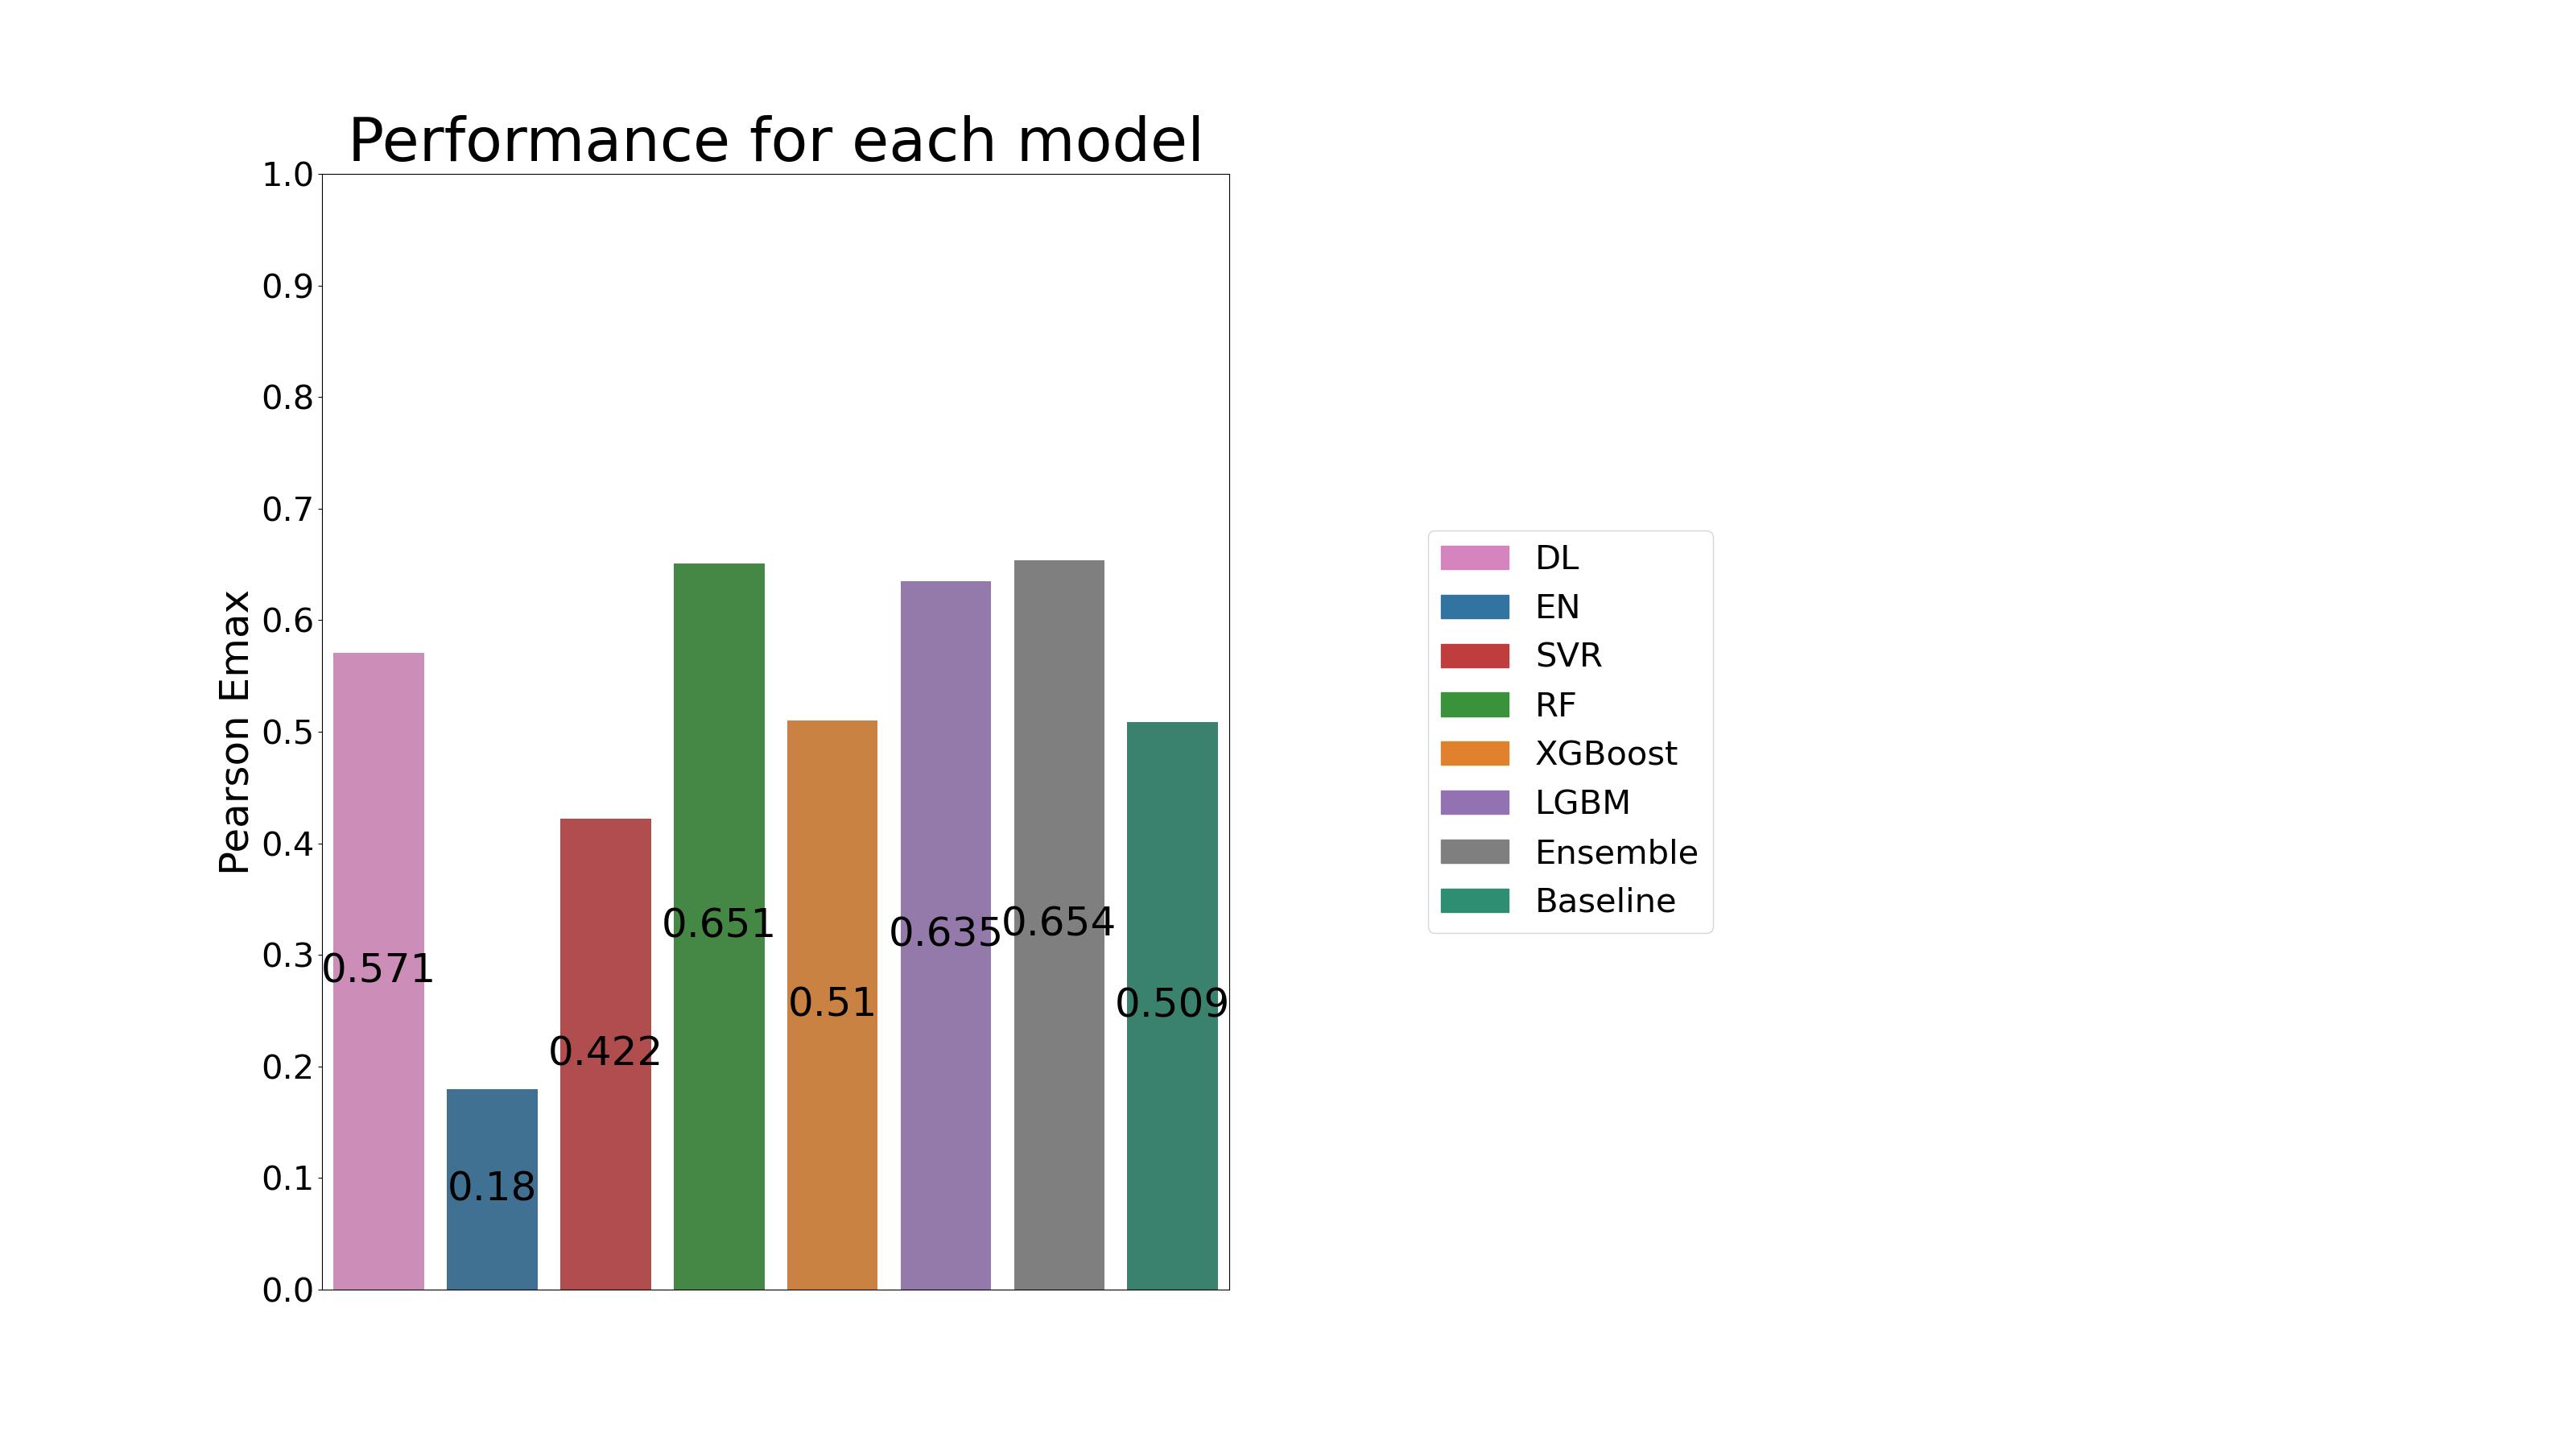 Performance for each model
1.0
0.9
0.8
0.7
0.6
0.5
0.4
0.3
0.2
0.1
0.0
Pearson Emax
0.571
0.18
0.422
0.651
0.51
0.635
0.654
0.509
DL
EN
SVR
RF
XGBoost
LGBM
Ensemble
Baseline